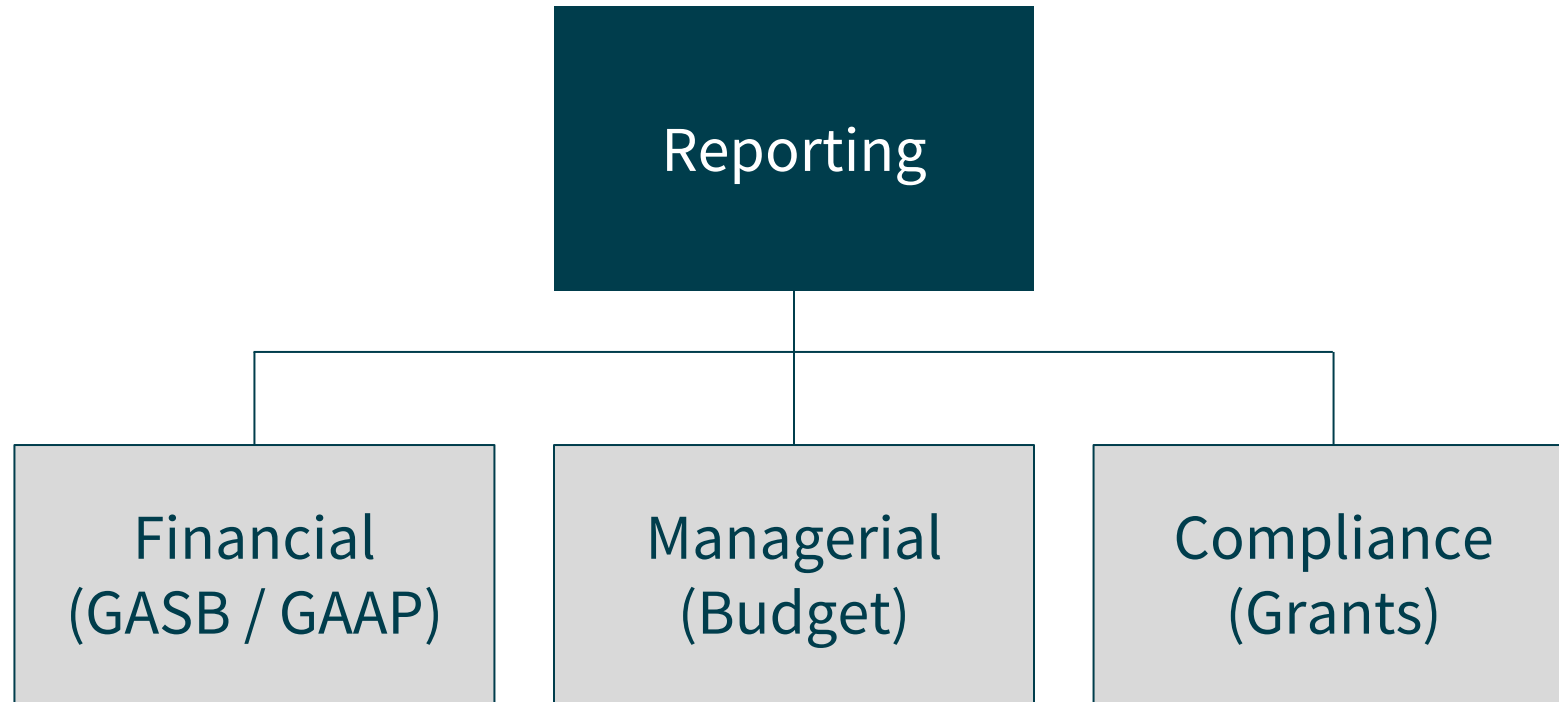 Reporting
Financial
(GASB / GAAP)
Managerial
(Budget)
Compliance
(Grants)